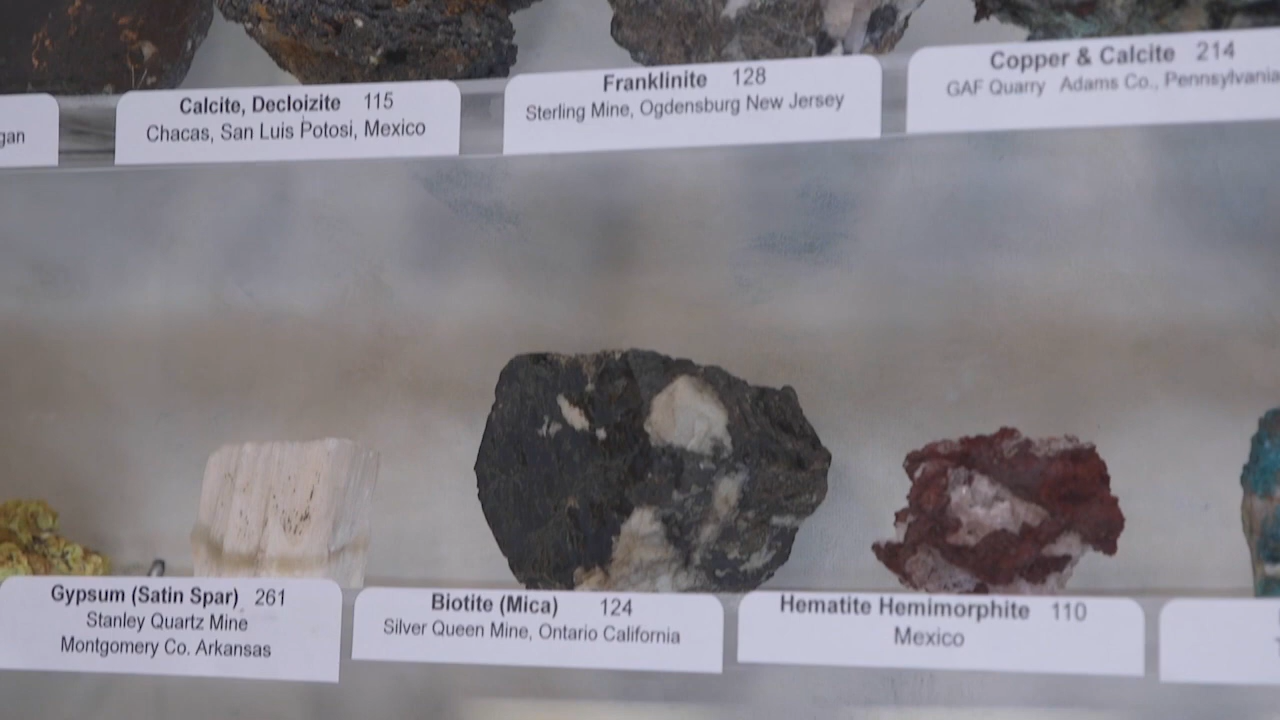 gan
Calcite, Decloizite 115
Chacas, San Luis Potosi, Mexico
Franklinite 128
Sterling Mine, Ogdensburg New Jersey
Copper & Calcite 214
GAF Quarry Adams Co., Pennsylvania
Gypsum (Satin Spar) 261
Stanley Quartz Mine
Montgomery Co. Arkansas
Biotite (Mica) 124
Silver Queen Mine, Ontario California
Hematite Hemimorphite 110
Mexico